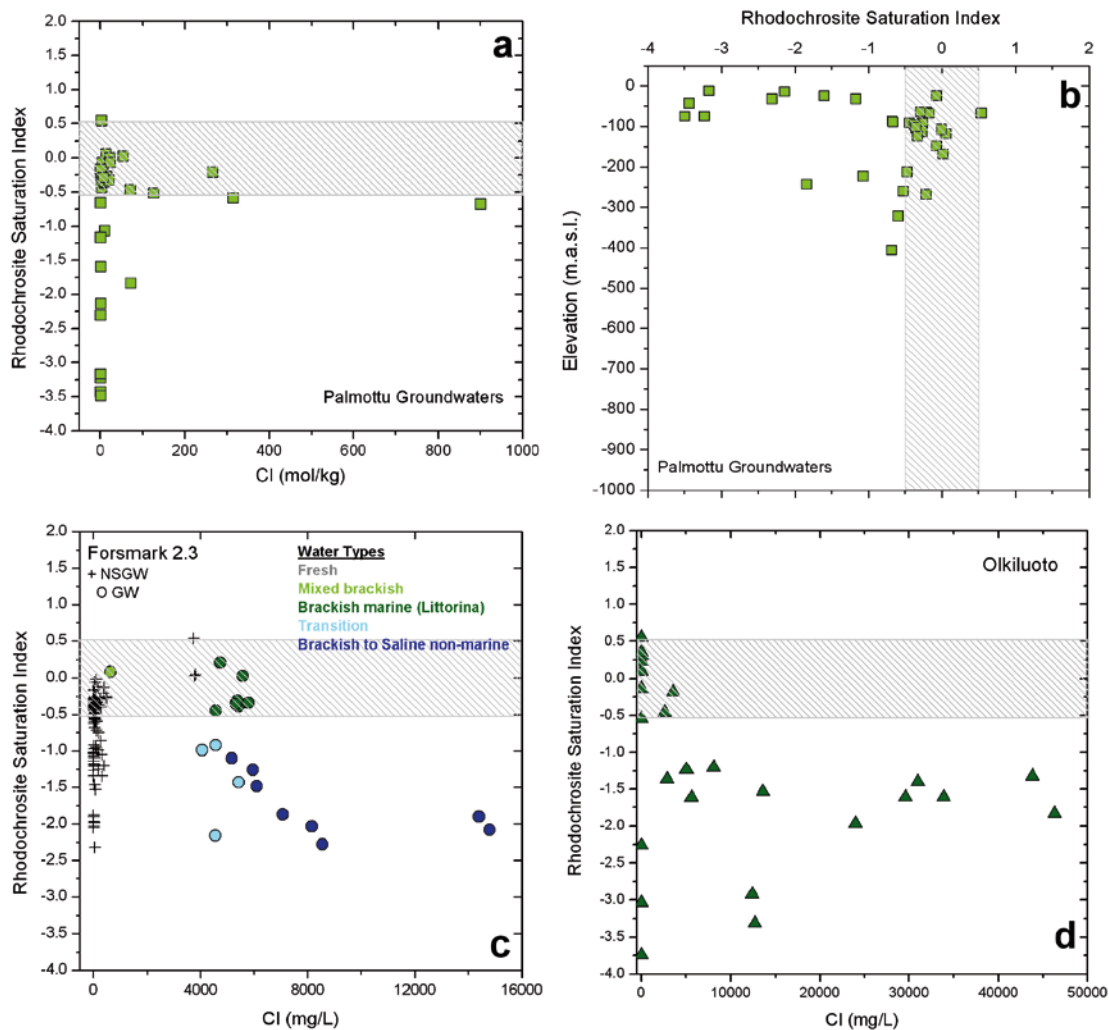 a
2.0
1.5
1.0
0.5
0.0
-0.5
-1.0
-1.5
-2.0
-2.5
-3.0
-3.5
-4.0
Rhodochrosite Saturation Index
Palmottu Groundwaters
0 200 400 600 800 1000
Cl (mol/kg)
Rhodochrosite Saturation Index
-4 -3 -2 -1 0 1 2
b
0
-100
-200
-300
-400
-500
-600
-700
-800
-900
-1000
Elevation (m.a.s.l.)
Palmottu Groundwaters
2.0
1.5
1.0
0.5
0.0
-0.5
-1.0
-1.5
-2.0
-2.5
-3.0
-3.5
-4.0
Rhodochrosite Saturation Index
Forsmark 2.3
+ NSGW
O GW
Water Types
Fresh
Mixed brackish
Brackish marine (Littorina)
Transition
Brackish to Saline non-marine
c
0 4000 8000 12000 16000
Cl (mg/L)
2.0
1.5
1.0
0.5
0.0
-0.5
-1.0
-1.5
-2.0
-2.5
-3.0
-3.5
-4.0
Rhodochrosite Saturation Index
Olkiluoto
d
0 10000 20000 30000 40000 50000
Cl (mg/L)